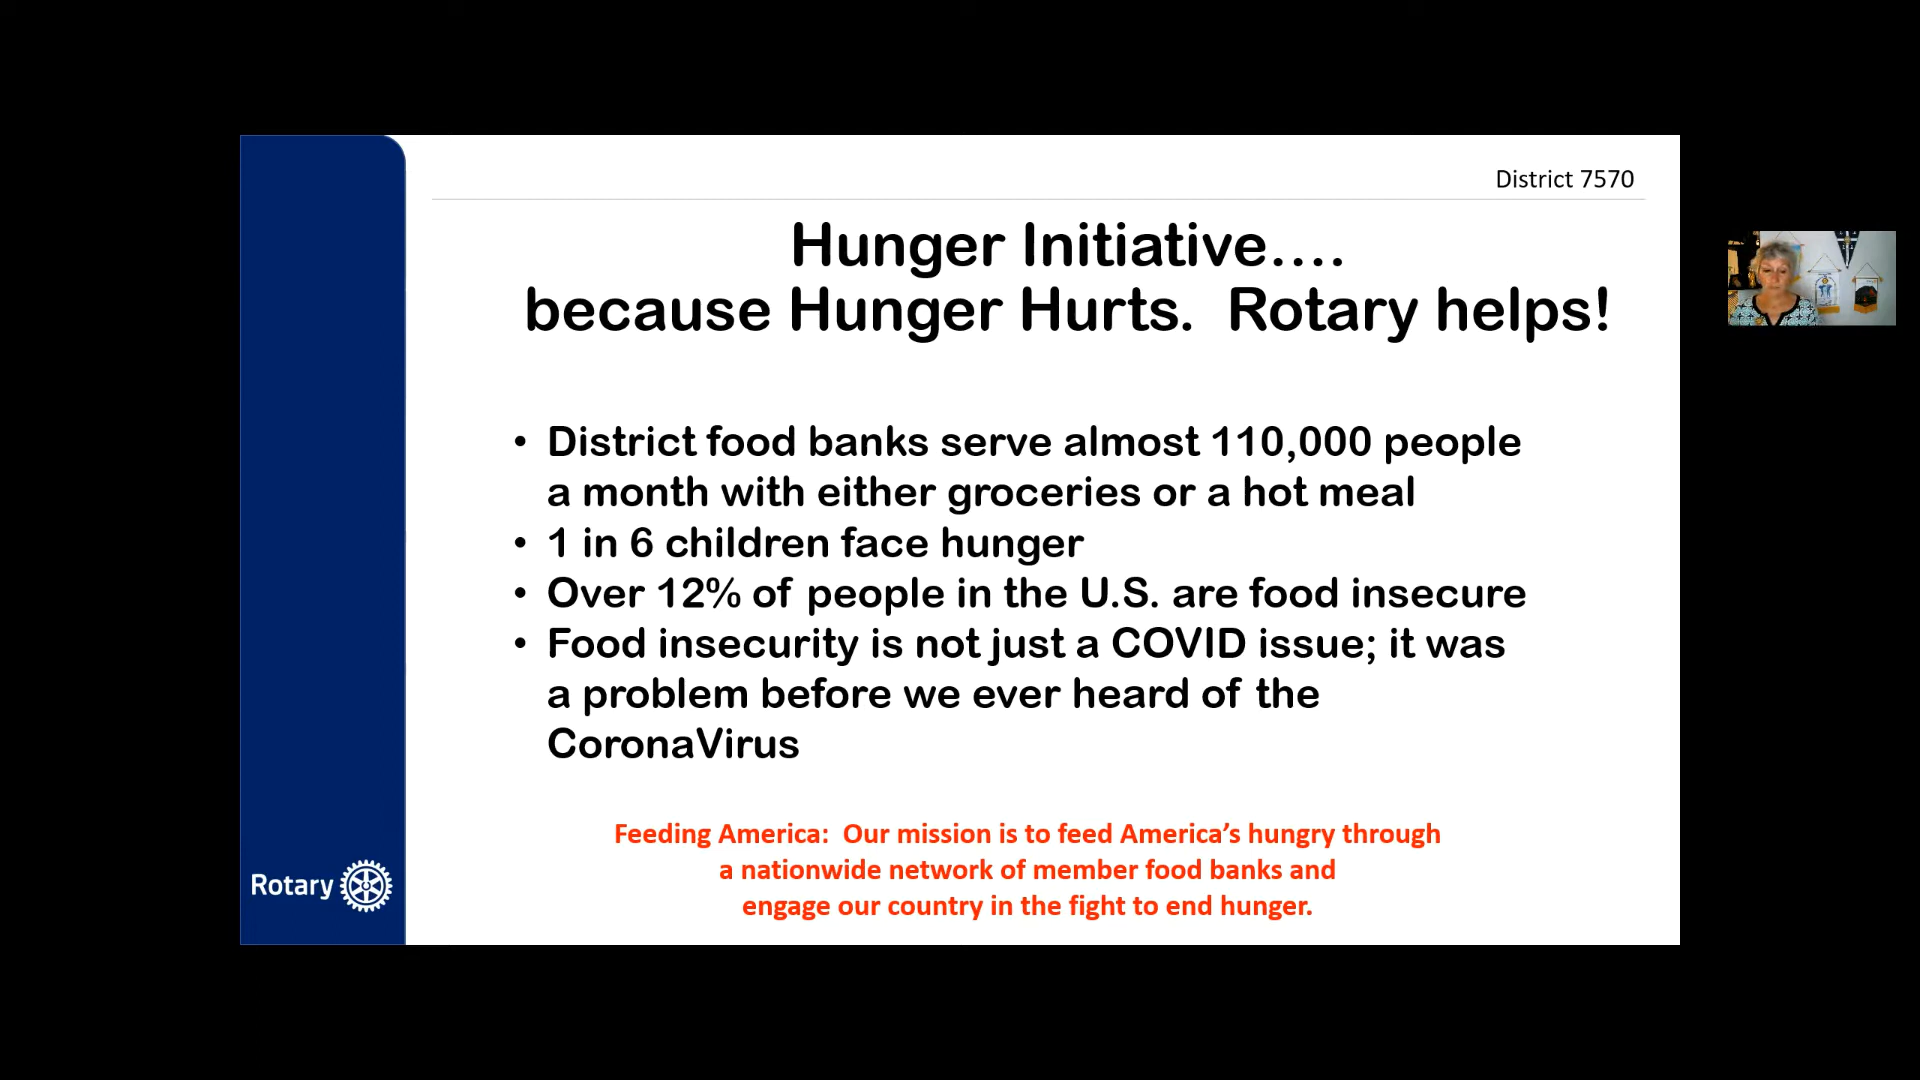 District 7570
Hunger Initiative....
because Hunger Hurts.  Rotary helps!
• District food banks serve almost 110,000 people
a month with either groceries or a hot meal
• 1 in 6 children face hunger
• Over 12% of people in the U.S. are food insecure
• Food insecurity is not just a COVID issue; it was
a problem before we ever heard of the
CoronaVirus
Feeding America:  Our mission is to feed America’s hungry through
a nationwide network of member food banks and
engage our country in the fight to end hunger.
Rotary